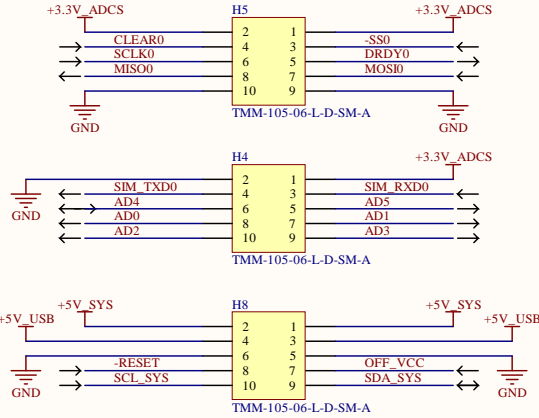 +3.3V_ADCS H5 +3.3V_ADCS
2 1
CLEAR0 4 3 -SS0
SCLK0 6 5 DRDY0
MISO0 8 7 MOSI0
10 9
GND TMM-105-06-L-D-SM-A GND
H4 +3.3V_ADCS
2 1
SIM_TXD0 4 3 SIM_RXD0
AD4 6 5 AD5
GND AD0 8 7 AD1
AD2 10 9 AD3
TMM-105-06-L-D-SM-A
+5V_SYS H8 +5V_SYS
+5V_USB 2 1 +5V_USB
4 3
6 5
-RESET 8 7 OFF_VCC
GND SCL_SYS 10 9 SDA_SYS GND
TMM-105-06-L-D-SM-A